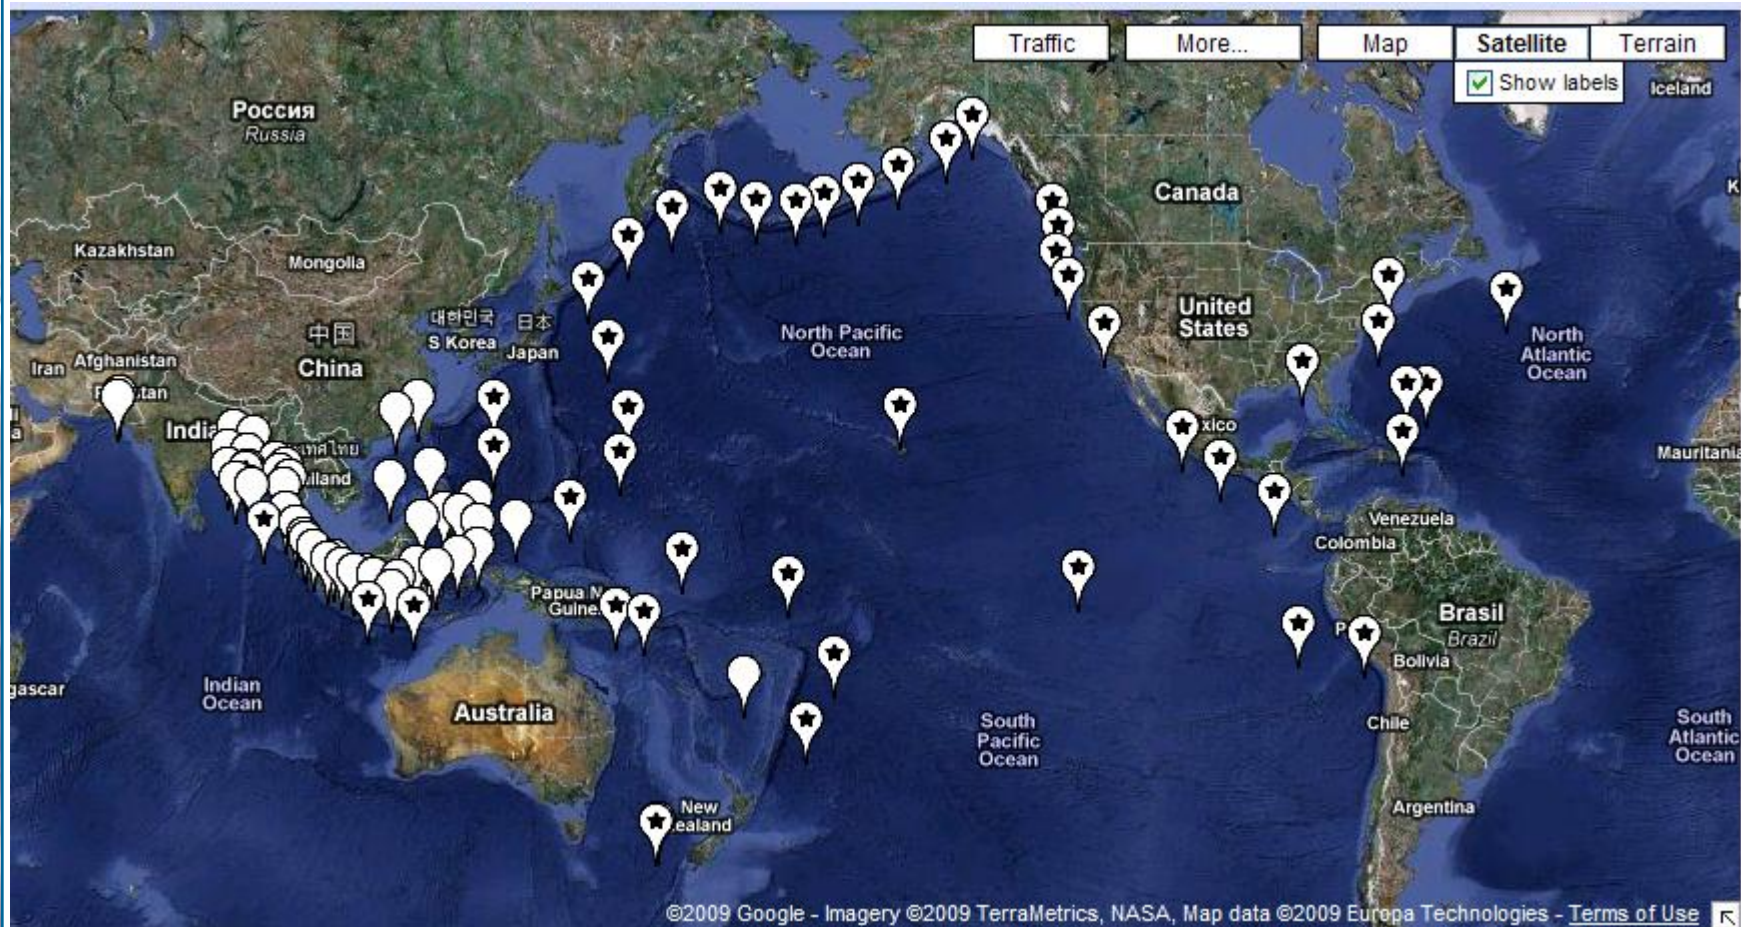 Traffic
More...
Map
Satellite
Terrain
Show labels
Iceland
Россия
Russia
Canada
Kazakhstan
Mongolia
United
States
대한민국
S Korea
日本
Japan
North Pacific
Ocean
North
Atlantic
Ocean
中国
China
Iran
Afghanistan
India
Mauritania
Venezuela
Colombia
Papua N
Guine
Brasil
Brazil
Bolivia
Indian
Ocean
Australia
Chile
South
Pacific
Ocean
South
Atlantic
Ocean
New
ealand
Argentina
©2009 Google - Imagery ©2009 TerraMetrics, NASA, Map data ©2009 Europa Technologies - Terms of Use